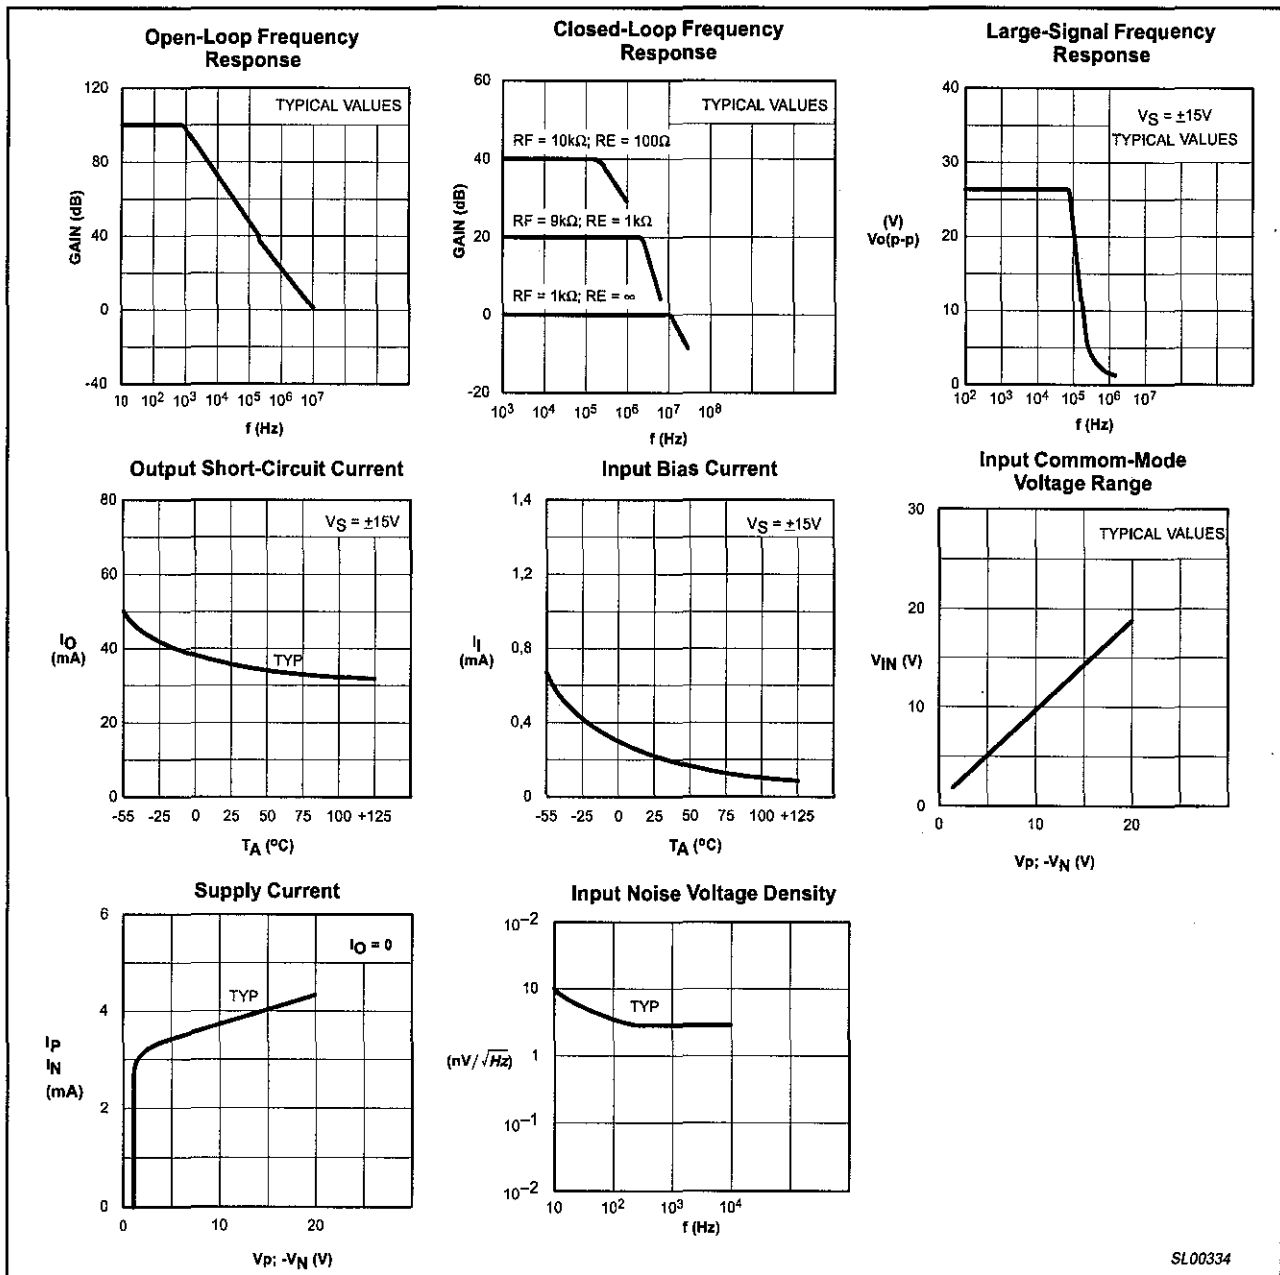 Open-Loop Frequency
Response
120
80
40
0
-40
GAIN (dB)
TYPICAL VALUES
10 10² 10³ 10⁴ 10⁵ 10⁶ 10⁷
f (Hz)
Closed-Loop Frequency
Response
60
40
20
0
-20
GAIN (dB)
TYPICAL VALUES
RF = 10kΩ; RE = 100Ω
RF = 9kΩ; RE = 1kΩ
RF = 1kΩ; RE = ∞
10³ 10⁴ 10⁵ 10⁶ 10⁷ 10⁸
f (Hz)
Large-Signal Frequency
Response
40
30
20
10
0
(V)
Vo(p-p)
VS = ±15V
TYPICAL VALUES
10² 10³ 10⁴ 10⁵ 10⁶ 10⁷
f (Hz)
Output Short-Circuit Current
80
60
40
20
0
IO
(mA)
VS = ±15V
TYP
-55 -25 0 25 50 75 100 +125
TA (°C)
Input Bias Current
1,4
1,2
0,8
0,4
0
II
(mA)
VS = ±15V
-55 -25 0 25 50 75 100 +125
TA (°C)
Input Commom-Mode
Voltage Range
30
20
10
0
VIN (V)
TYPICAL VALUES
0 10 20
Vp; -VN (V)
Supply Current
6
4
2
0
IP
IN
(mA)
IO = 0
TYP
0 10 20
Vp; -VN (V)
Input Noise Voltage Density
10⁻²
10
1
10⁻¹
10⁻²
(nV/√Hz)
TYP
10 10² 10³ 10⁴
f (Hz)
SL00334